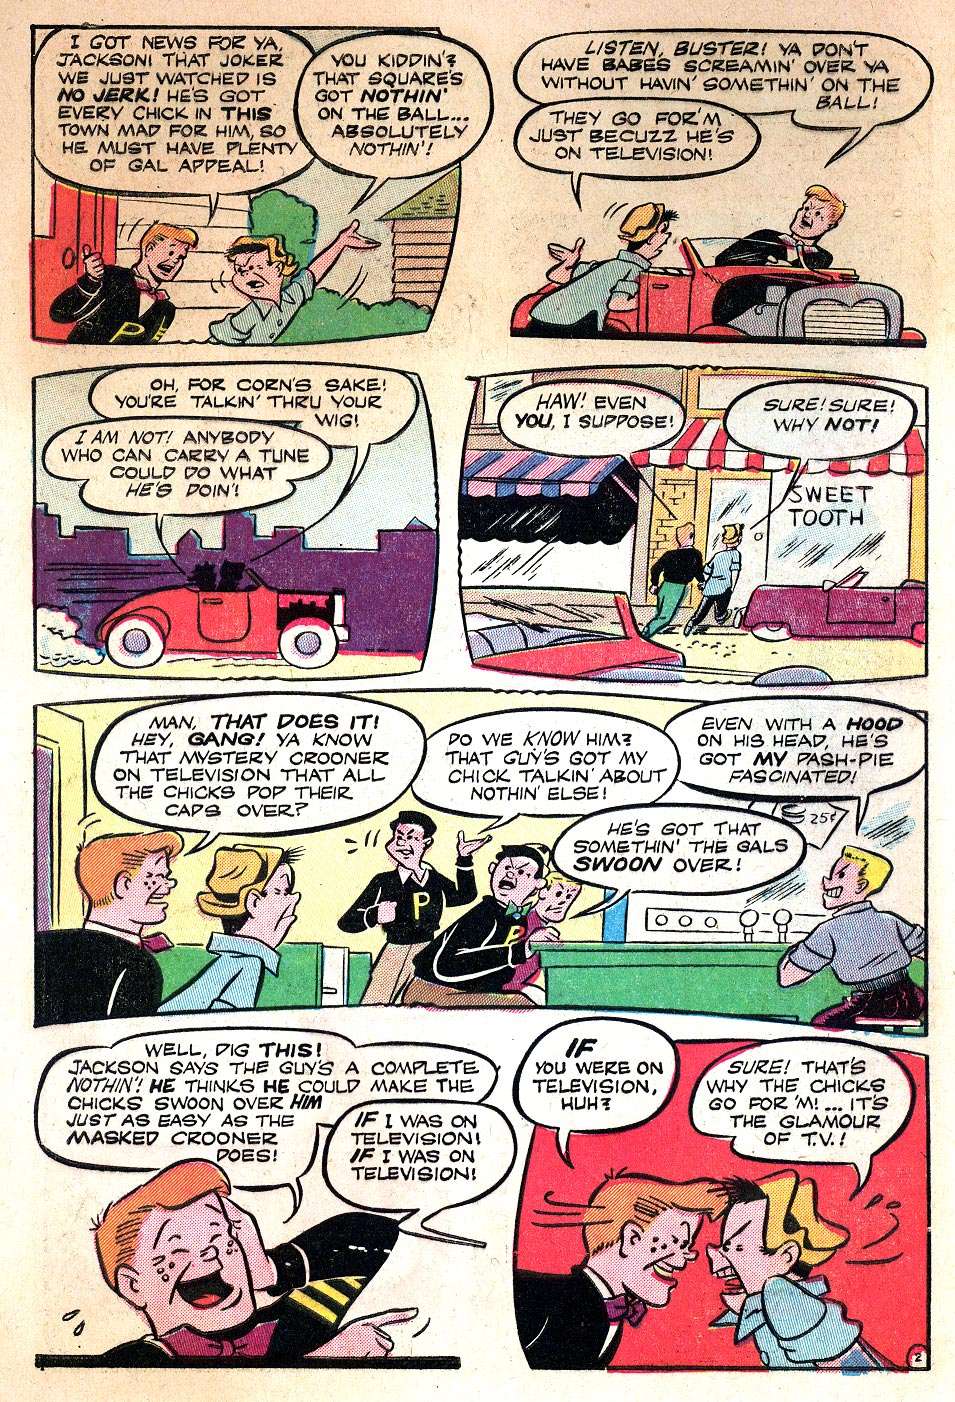 I GOT NEWS FOR YA,
JACKSON! THAT JOKER
WE JUST WATCHED IS
NO JERK! HE'S GOT
EVERY CHICK IN THIS
TOWN MAD FOR HIM, SO
HE MUST HAVE PLENTY
OF GAL APPEAL!
YOU KIDDIN'?
THAT SQUARE'S
GOT NOTHIN'
ON THE BALL...
ABSOLUTELY
NOTHIN'!
P
LISTEN, BUSTER! YA DON'T
HAVE BABES SCREAMIN' OVER YA
WITHOUT HAVIN' SOMETHIN' ON THE
BALL!
THEY GO FOR'M
JUST BECUZZ HE'S
ON TELEVISION!
OH, FOR CORN'S SAKE!
YOU'RE TALKIN' THRU YOUR
WIG!
I AM NOT! ANYBODY
WHO CAN CARRY A TUNE
COULD DO WHAT
HE'S DOIN'!
HAW! EVEN
YOU, I SUPPOSE!
SURE! SURE!
WHY NOT!
SWEET
TOOTH
MAN, THAT DOES IT!
HEY, GANG! YA KNOW
THAT MYSTERY CROONER
ON TELEVISION THAT ALL
THE CHICKS POP THEIR
CAPS OVER?
DO WE KNOW HIM?
THAT GUY'S GOT MY
CHICK TALKIN' ABOUT
NOTHIN' ELSE!
EVEN WITH A HOOD
ON HIS HEAD, HE'S
GOT MY PASH-PIE
FASCINATED!
HE'S GOT THAT
SOMETHIN' THE GALS
SWOON OVER!
25¢
P
P
WELL, DIG THIS!
JACKSON SAYS THE GUY'S A COMPLETE
NOTHIN'! HE THINKS HE COULD MAKE THE
CHICKS SWOON OVER HIM
JUST AS EASY AS THE
MASKED CROONER
DOES!
IF I WAS ON
TELEVISION!
IF I WAS ON
TELEVISION!
IF
YOU WERE ON
TELEVISION,
HUH?
SURE! THAT'S
WHY THE CHICKS
GO FOR 'M!... IT'S
THE GLAMOUR
OF T.V.!
2